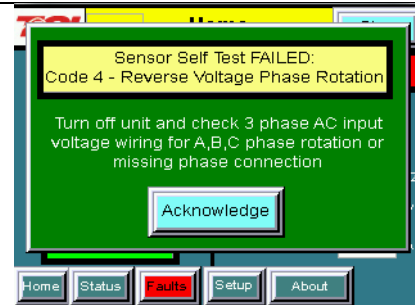 Sensor Self Test FAILED:
Code 4 - Reverse Voltage Phase Rotation
Turn off unit and check 3 phase AC input
voltage wiring for A,B,C phase rotation or
missing phase connection
Acknowledge
Home Status Faults Setup About